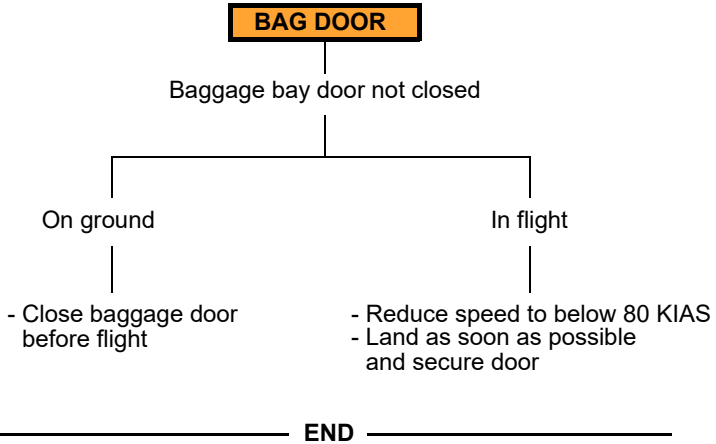 BAG DOOR
Baggage bay door not closed
On ground
In flight
- Close baggage door
before flight
- Reduce speed to below 80 KIAS
- Land as soon as possible
and secure door
END